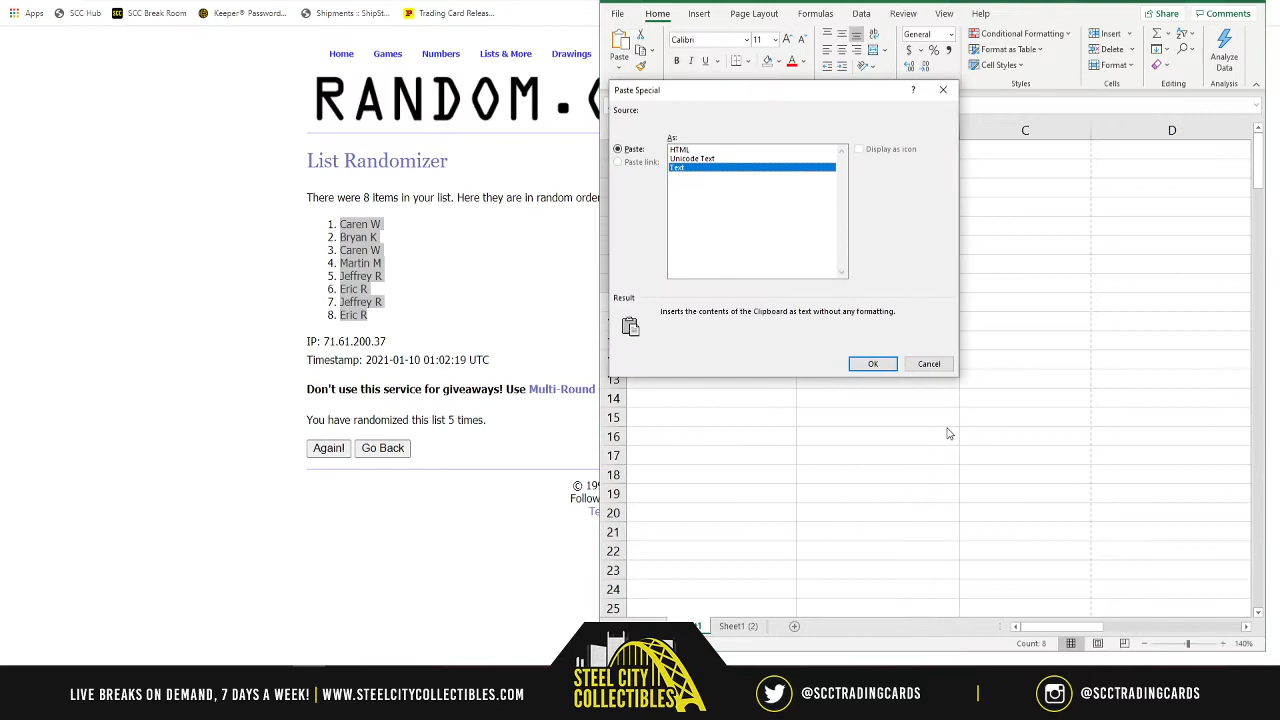 Apps
SCC Hub
SCC Break Room
Keeper® Password...
Shipments :: ShipSt...
Trading Card Releas...
Home
Games
Numbers
Lists & More
Drawings
RANDOM.
List Randomizer
There were 8 items in your list. Here they are in random orde
1. Caren W
2. Bryan K
3. Caren W
4. Martin M
5. Jeffrey R
6. Eric R
7. Jeffrey R
8. Eric R
IP: 71.61.200.37
Timestamp: 2021-01-10 01:02:19 UTC
Don't use this service for giveaways! Use Multi-Round
You have randomized this list 5 times.
Again!
Go Back
© 199
Follow
Te
File
Home
Insert
Page Layout
Formulas
Data
Review
View
Help
Share
Comments
Paste
Calibri
11
B I U
General
$ % 9
Conditional Formatting
Format as Table
Cell Styles
Styles
Insert
Delete
Format
Cells
Editing
Analyze
Data
Analysis
Paste Special
?
Source:
As:
Paste:
Paste link:
HTML
Unicode Text
Text
Display as icon
Result
Inserts the contents of the Clipboard as text without any formatting.
OK
Cancel
C
D
13
14
15
16
17
18
19
20
21
22
23
24
25
Sheet1 (2)
Count: 8
140%
LIVE BREAKS ON DEMAND, 7 DAYS A WEEK! | WWW.STEELCITYCOLLECTIBLES.COM
STEEL CITY
COLLECTIBLES
@SCCTRADINGCARDS
@SCCTRADINGCARDS